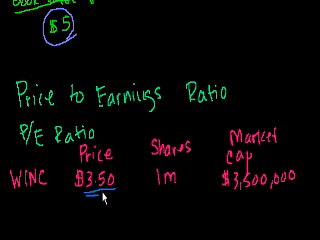 $5
Price to Earnings Ratio
P/E Ratio
Price Shares Market Cap
WINC $3.50 1m $3,500,000